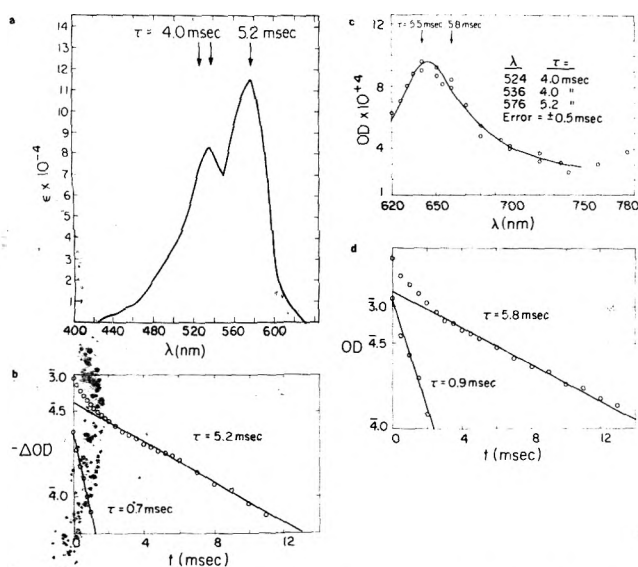 a
τ = 4.0 msec 5.2 msec
14
13
12
11
10
9
8
7
6
5
4
3
2
1
ε × 10⁻⁴
400 440 480 520 560 600
λ(nm)
b
3̄.0
4̄.5
4̄.0
-ΔOD
τ = 5.2 msec
τ = 0.7 msec
0 4 8 12
t (msec)
c
τ = 5.5 msec 5.8 msec
λ τ =
524 4.0 msec
536 4.0 "
576 5.2 "
Error = ±0.5 msec
10
8
6
4
1
OD × 10⁺⁴
620 650 700 750 780
λ(nm)
d
3̄.0
4̄.5
4̄.0
OD
τ = 5.8 msec
τ = 0.9 msec
0 4 8 12
t (msec)